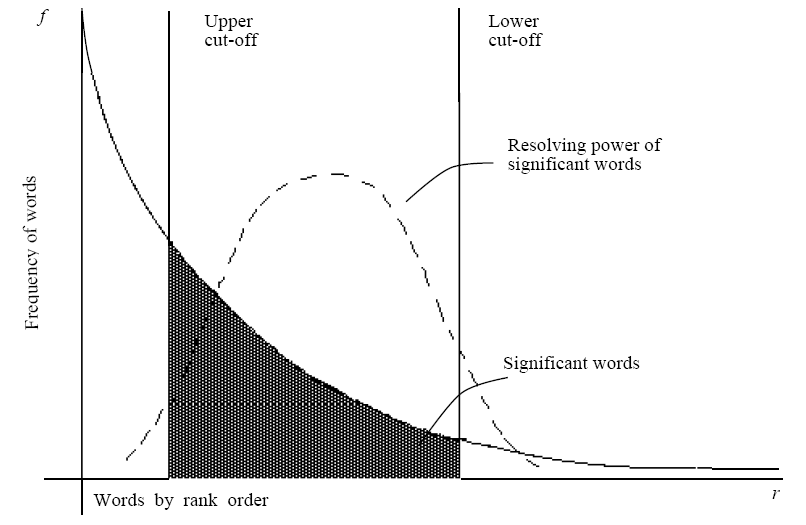 f
Upper
cut-off
Lower
cut-off
Resolving power of
significant words
Frequency of words
Significant words
Words by rank order
r